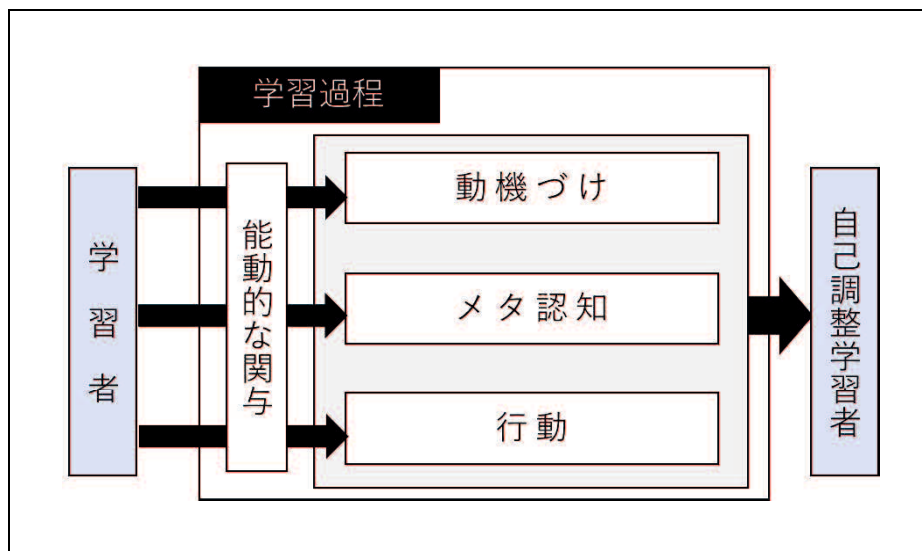 学習過程
学習者
能動的な関与
動機づけ
メタ認知
行動
自己調整学習者